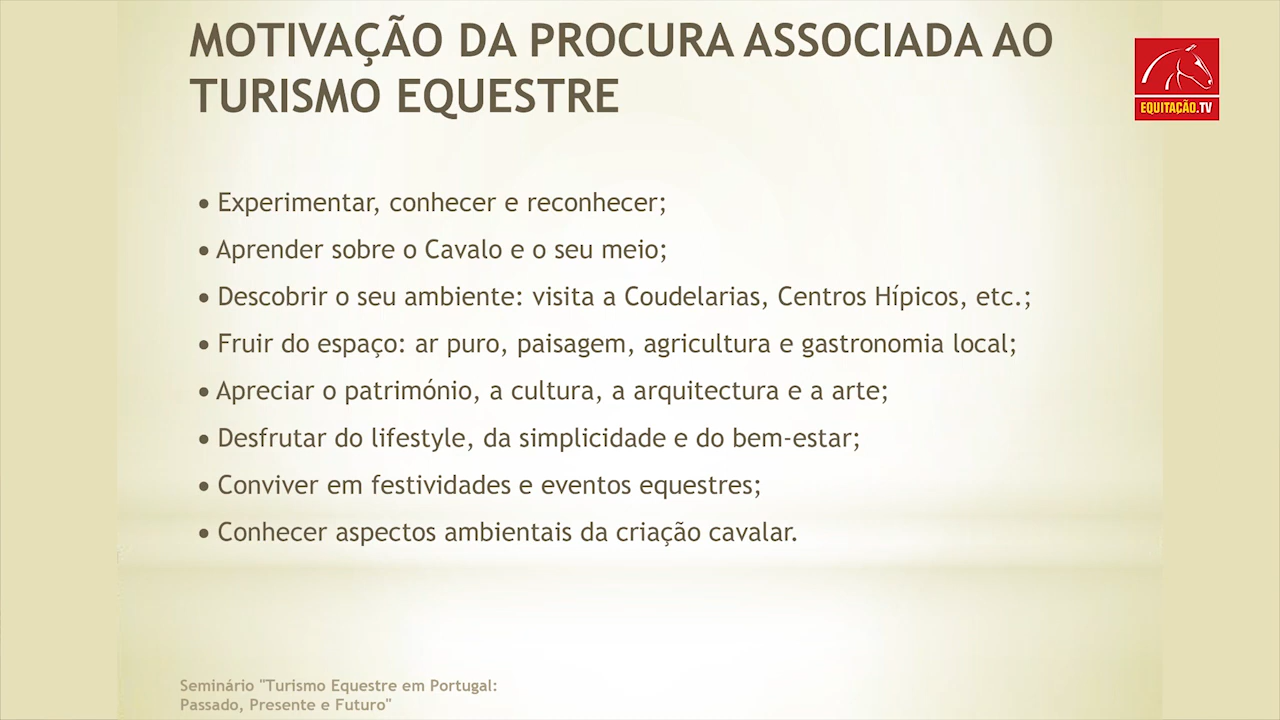 MOTIVAÇÃO DA PROCURA ASSOCIADA AO
TURISMO EQUESTRE
EQUITAÇÃO.TV
• Experimentar, conhecer e reconhecer;
• Aprender sobre o Cavalo e o seu meio;
• Descobrir o seu ambiente: visita a Coudelarias, Centros Hípicos, etc.;
• Fruir do espaço: ar puro, paisagem, agricultura e gastronomia local;
• Apreciar o património, a cultura, a arquitectura e a arte;
• Desfrutar do lifestyle, da simplicidade e do bem-estar;
• Conviver em festividades e eventos equestres;
• Conhecer aspectos ambientais da criação cavalar.
Seminário "Turismo Equestre em Portugal:
Passado, Presente e Futuro"